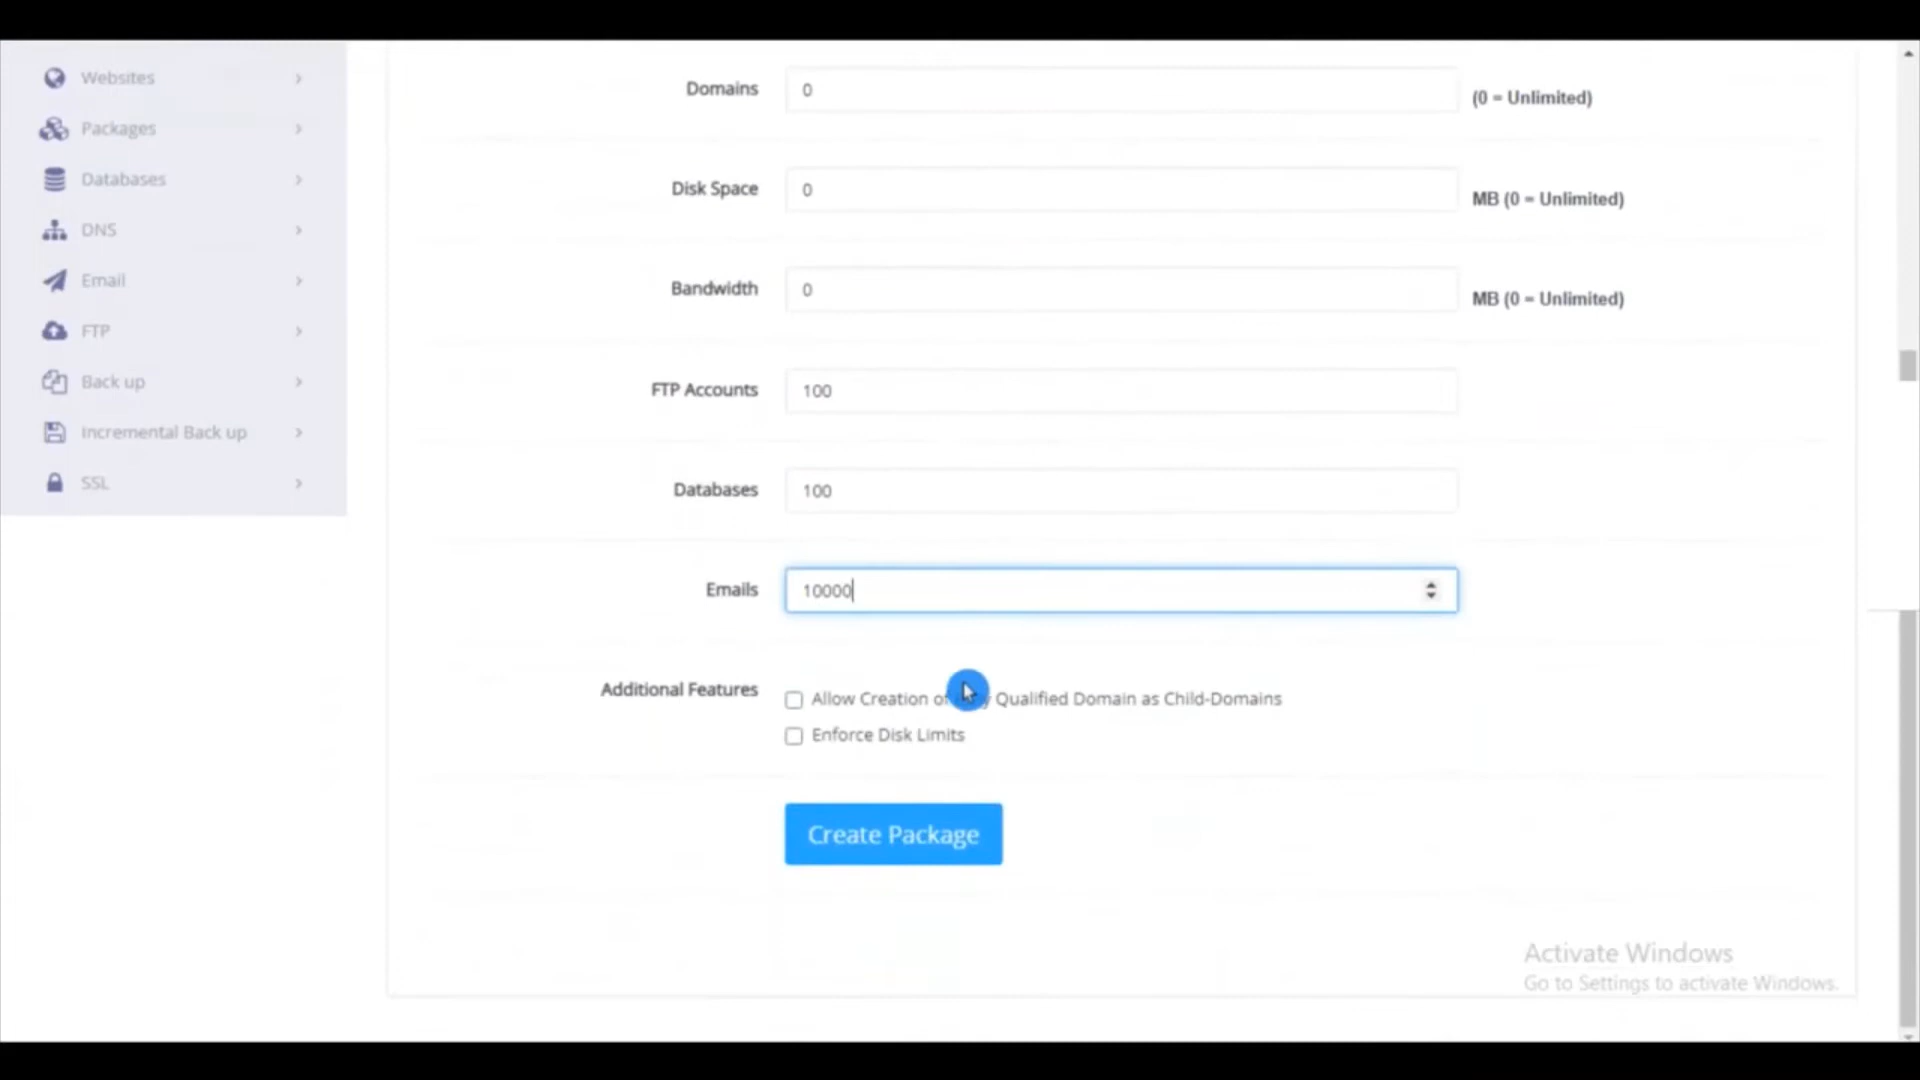 Websites
Packages
Databases
DNS
Email
FTP
Back up
Incremental Back up
SSL
Domains 0 (0 = Unlimited)
Disk Space 0 MB (0 = Unlimited)
Bandwidth 0 MB (0 = Unlimited)
FTP Accounts 100
Databases 100
Emails 10000
Additional Features Allow Creation of Qualified Domain as Child-Domains
Enforce Disk Limits
Create Package
Activate Windows
Go to Settings to activate Windows.